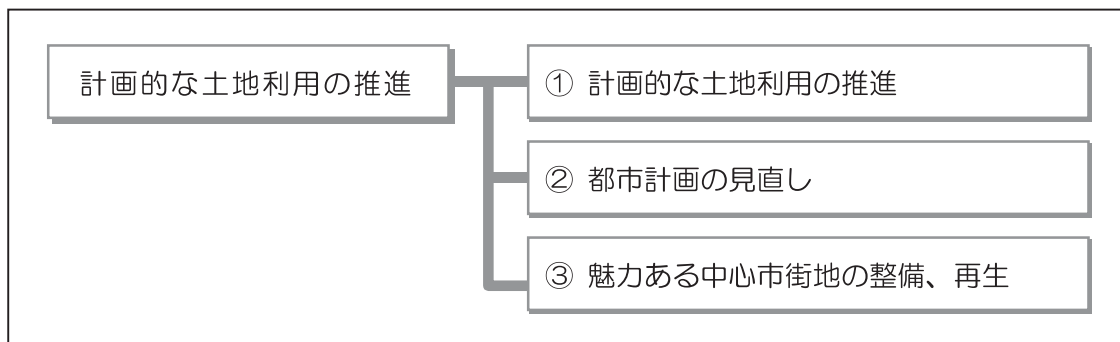 計画的な土地利用の推進
① 計画的な土地利用の推進
② 都市計画の見直し
③ 魅力ある中心市街地の整備、再生